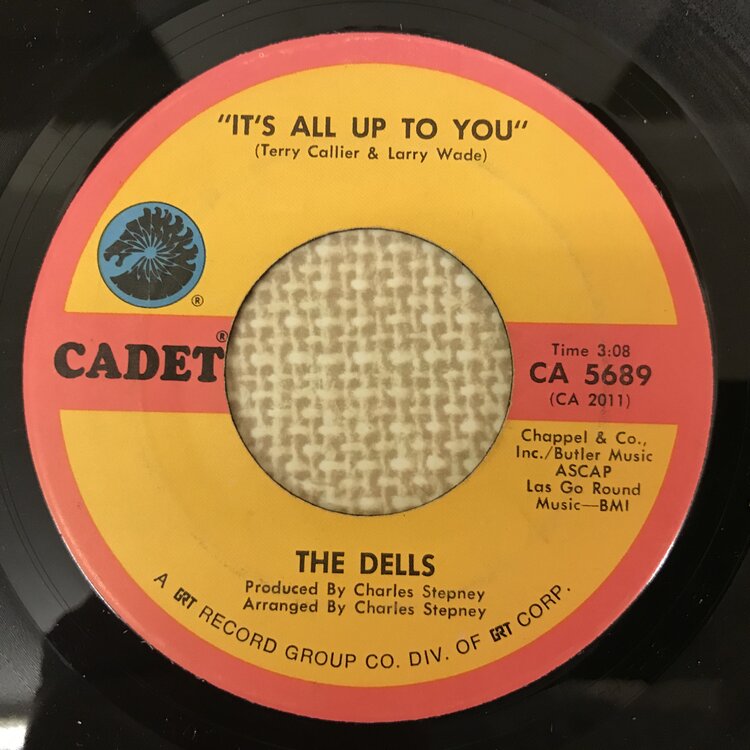 "IT'S ALL UP TO YOU"
(Terry Callier & Larry Wade)
®
CADET®
Time 3:08
CA 5689
(CA 2011)
Chappel & Co.,
Inc./Butler Music
ASCAP
Las Go Round
Music—BMI
THE DELLS
Produced By Charles Stepney
Arranged By Charles Stepney
A GRT RECORD GROUP CO. DIV. OF GRT CORP.